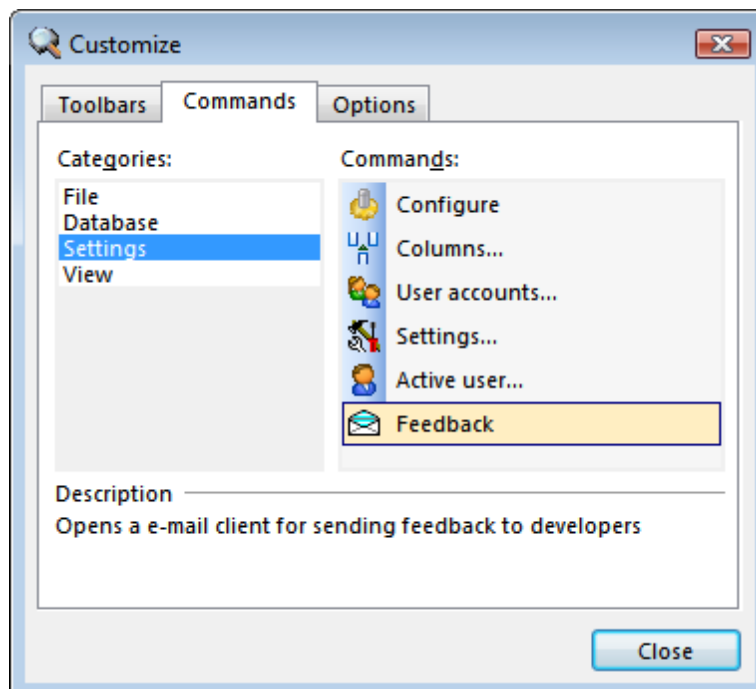 Customize
Toolbars Commands Options
Categories: Commands:
File
Database
Settings
View
Configure
Columns...
User accounts...
Settings...
Active user...
Feedback
Description
Opens a e-mail client for sending feedback to developers
Close